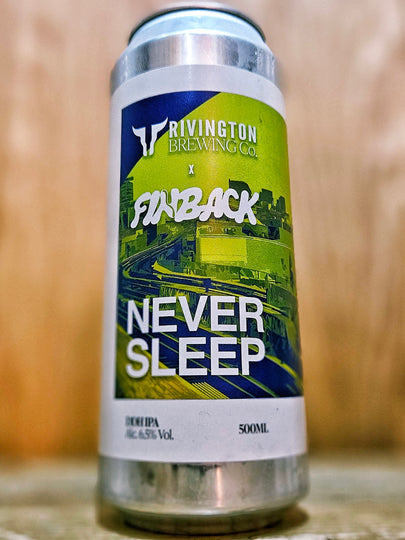 RIVINGTON
BREWING Co.
X
FINBACK
NEVER
SLEEP
DDH IPA
Alc. 6.5% Vol.
500ML